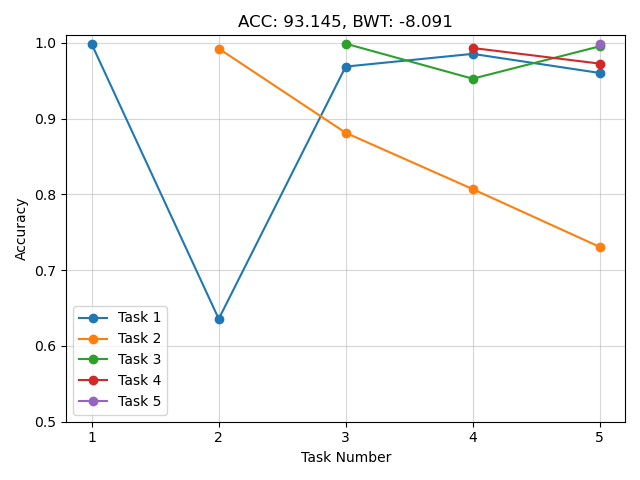 ACC: 93.145, BWT: -8.091
Accuracy
1.0
0.9
0.8
0.7
0.6
0.5
Task 1
Task 2
Task 3
Task 4
Task 5
1 2 3 4 5
Task Number